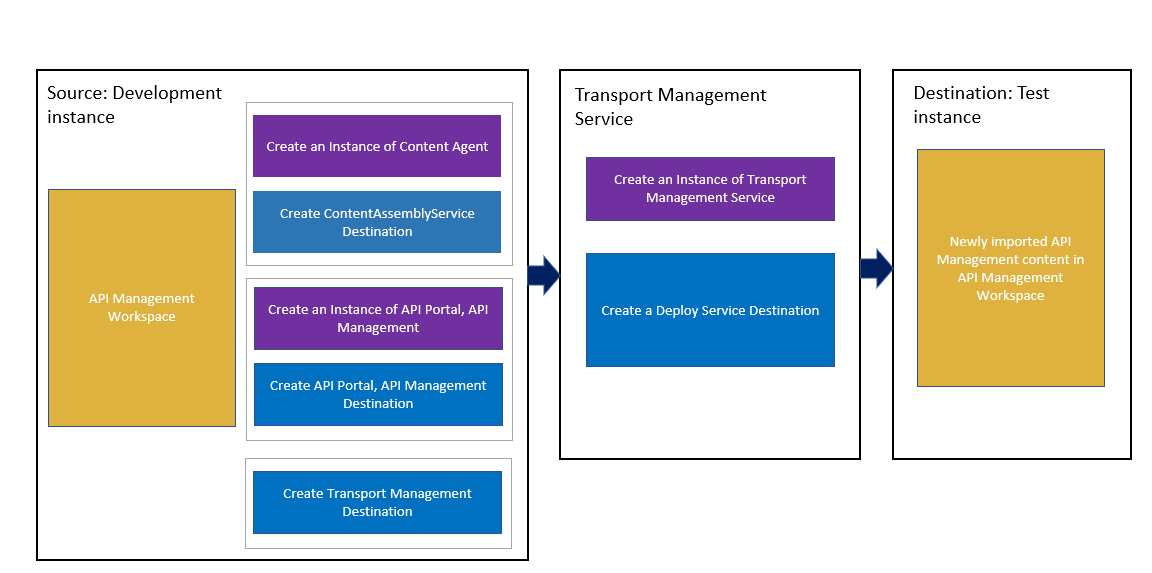 Source: Development
instance
API Management
Workspace
Create an Instance of Content Agent
Create ContentAssemblyService
Destination
Create an Instance of API Portal, API
Management
Create API Portal, API Management
Destination
Create Transport Management
Destination
Transport Management
Service
Create an Instance of Transport
Management Service
Create a Deploy Service Destination
Destination: Test
instance
Newly imported API
Management content in
API Management
Workspace